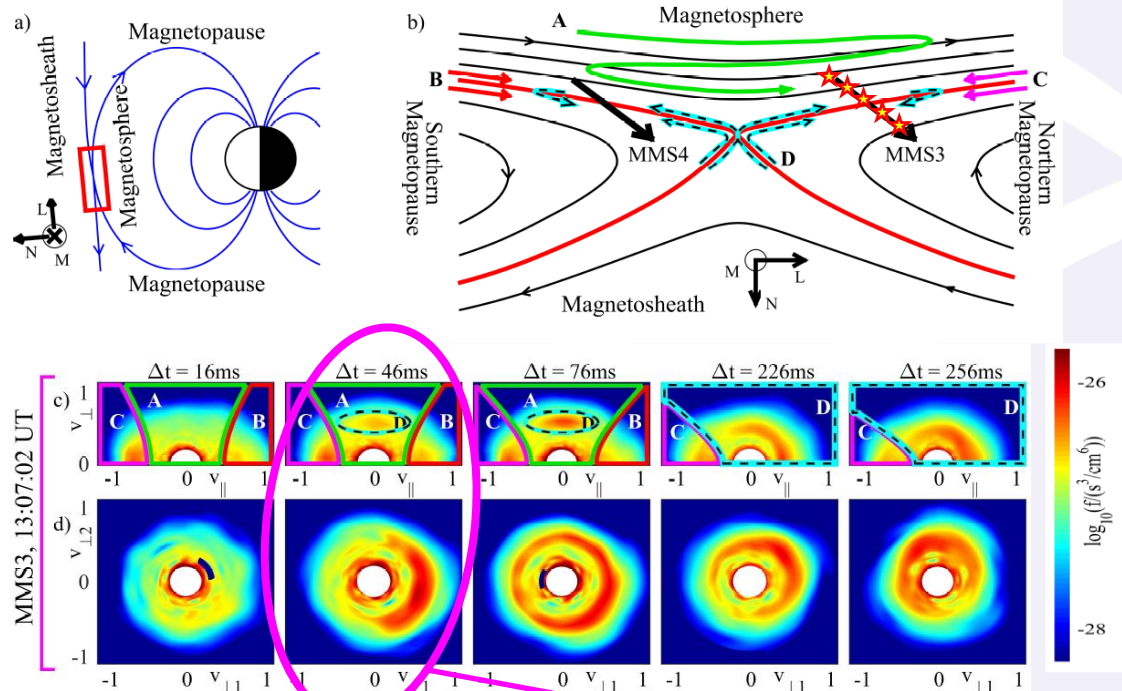 a)
Magnetopause
Magnetosheath
Magnetosphere
L
N
M
Magnetopause
b)
A
Magnetosphere
B
C
Southern
Magnetopause
Northern
Magnetopause
MMS4
D
MMS3
M
L
N
Magnetosheath
MMS3, 13:07:02 UT
Δt = 16ms
Δt = 46ms
Δt = 76ms
Δt = 226ms
Δt = 256ms
c)
v⊥
1
0
A
C
B
A
C
D
B
A
C
D
B
C
D
C
D
-1 0 v|| 1
-1 0 v|| 1
-1 0 v|| 1
-1 0 v|| 1
-1 0 v|| 1
d)
v⊥2
1
0
-1
-1 0 v⊥1 1
-1 0 v⊥1 1
-1 0 v⊥1 1
-1 0 v⊥1 1
-1 0 v⊥1 1
-26
-28
log10(f/(s³/cm⁶))